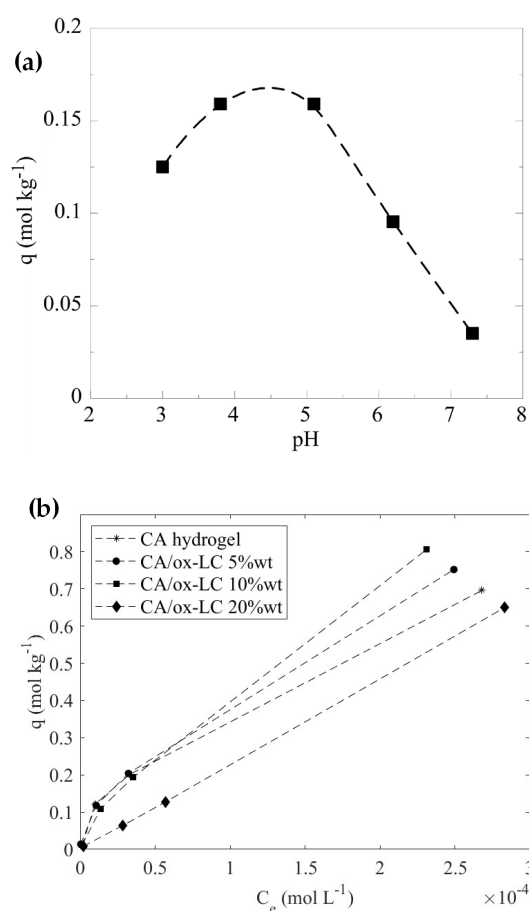 (a)
0.2
0.15
0.1
0.05
0
q (mol kg⁻¹)
2 3 4 5 6 7 8
pH
(b)
CA hydrogel
CA/ox-LC 5%wt
CA/ox-LC 10%wt
CA/ox-LC 20%wt
0.9
0.8
0.7
0.6
0.5
0.4
0.3
0.2
0.1
0
q (mol kg⁻¹)
0 0.5 1 1.5 2 2.5 3
Cₑ (mol L⁻¹) ×10⁻⁴